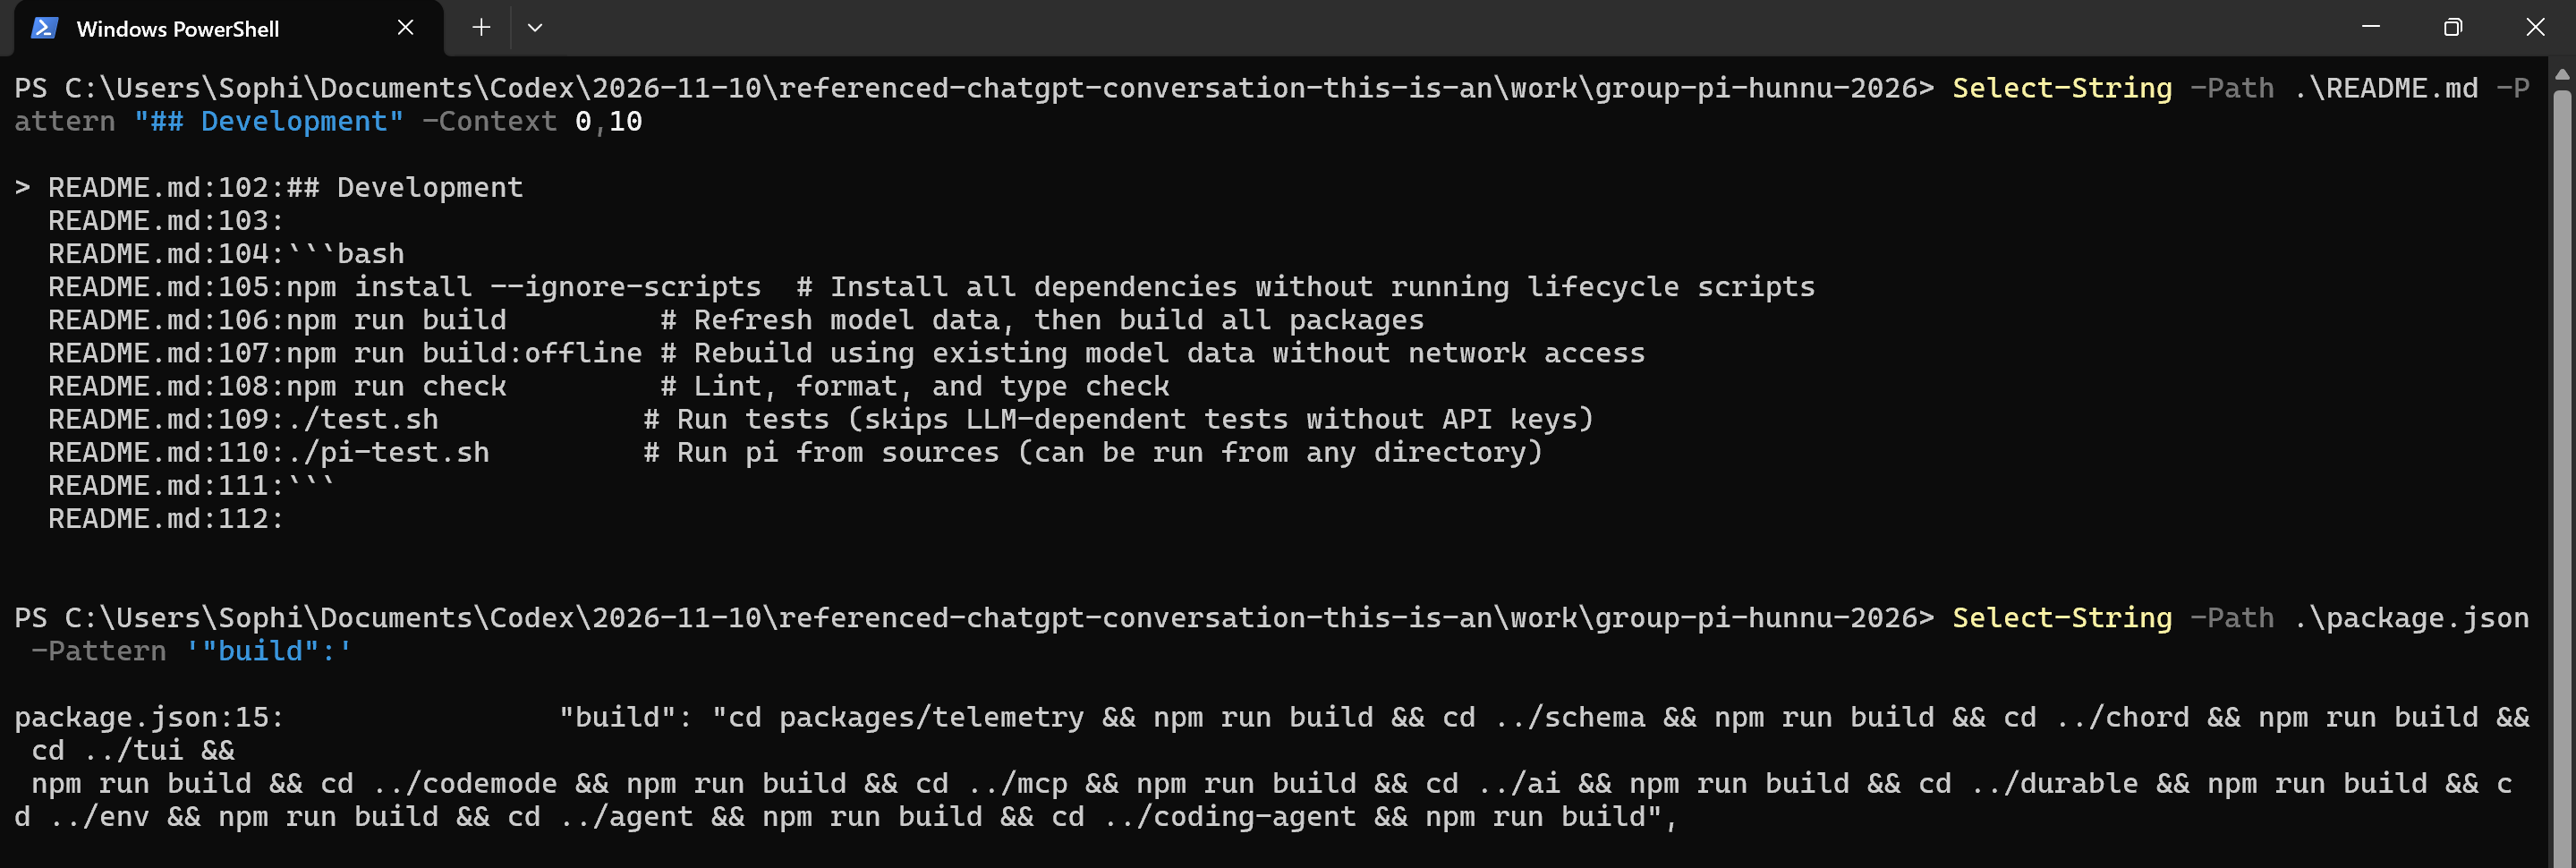 Windows PowerShell
PS C:\Users\Sophi\Documents\Codex\2026-11-10\referenced-chatgpt-conversation-this-is-an\work\group-pi-hunnu-2026> Select-String -Path .\README.md -P
attern "## Development" -Context 0,10
> README.md:102:## Development
  README.md:103:
  README.md:104:```bash
  README.md:105:npm install --ignore-scripts  # Install all dependencies without running lifecycle scripts
  README.md:106:npm run build         # Refresh model data, then build all packages
  README.md:107:npm run build:offline # Rebuild using existing model data without network access
  README.md:108:npm run check         # Lint, format, and type check
  README.md:109:./test.sh            # Run tests (skips LLM-dependent tests without API keys)
  README.md:110:./pi-test.sh         # Run pi from sources (can be run from any directory)
  README.md:111:```
  README.md:112:
PS C:\Users\Sophi\Documents\Codex\2026-11-10\referenced-chatgpt-conversation-this-is-an\work\group-pi-hunnu-2026> Select-String -Path .\package.json
 -Pattern '"build":'
package.json:15:                "build": "cd packages/telemetry && npm run build && cd ../schema && npm run build && cd ../chord && npm run build &&
 cd ../tui &&
 npm run build && cd ../codemode && npm run build && cd ../mcp && npm run build && cd ../ai && npm run build && cd ../durable && npm run build && c
d ../env && npm run build && cd ../agent && npm run build && cd ../coding-agent && npm run build",